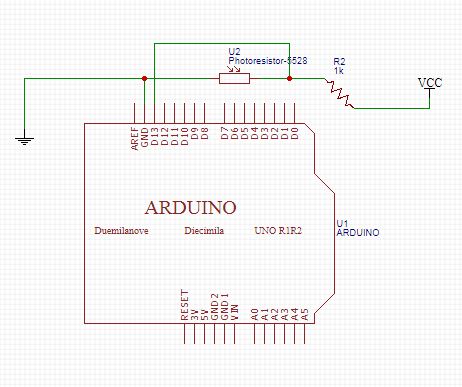 U2
Photoresistor-5528
R2
1k
VCC
AREF
GND
D13
D12
D11
D10
D9
D8
D7
D6
D5
D4
D3
D2
D1
D0
ARDUINO
Duemilanove Diecimila UNO R1R2
U1
ARDUINO
RESET
3V
5V
GND2
GND1
VIN
A0
A1
A2
A3
A4
A5